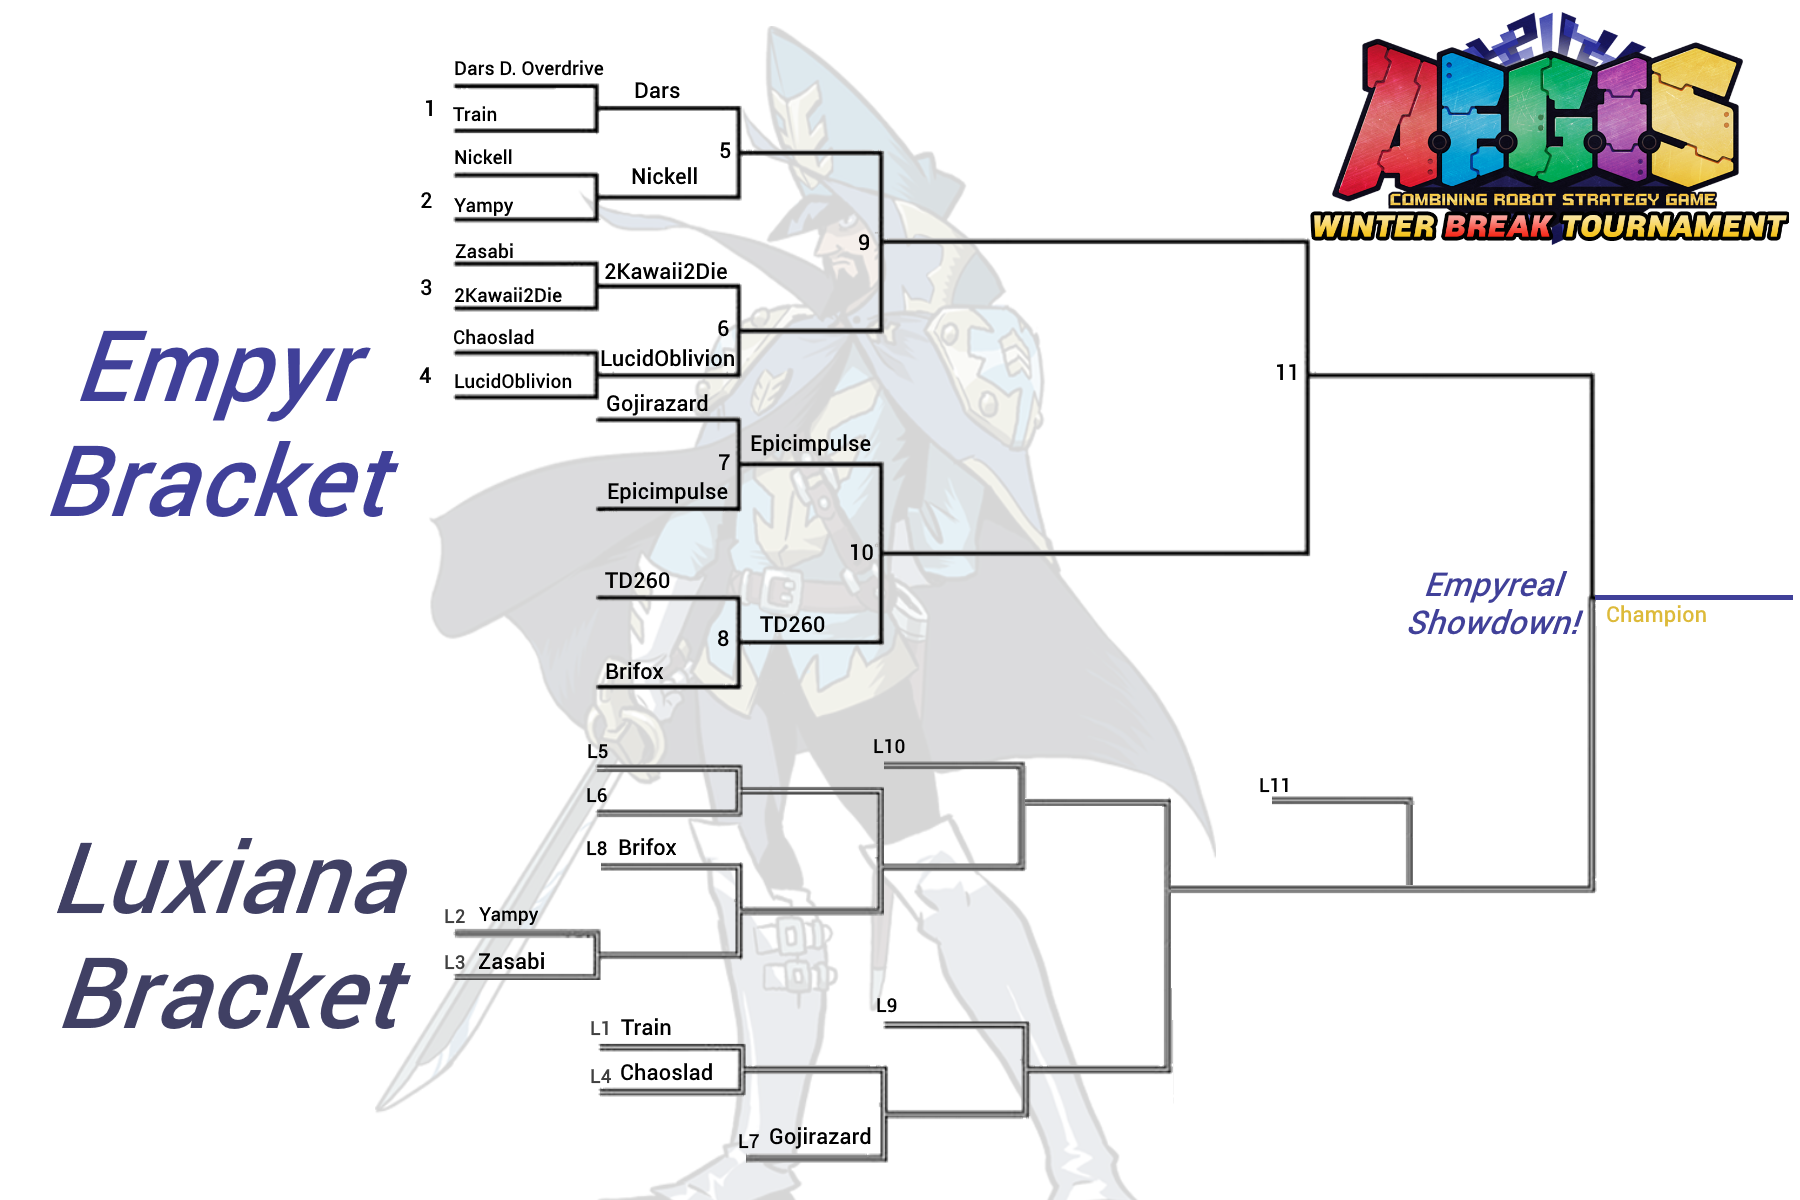 AEGIS
COMBINING ROBOT STRATEGY GAME
WINTER BREAK TOURNAMENT
Empyr
Bracket
Dars D. Overdrive
1
Train
Dars
Nickell
2
Yampy
Nickell
5
Zasabi
3
2Kawaii2Die
2Kawaii2Die
Chaoslad
4
LucidOblivion
LucidOblivion
6
9
Gojirazard
7
Epicimpulse
Epicimpulse
TD260
8
Brifox
TD260
10
11
Empyreal
Showdown!
Champion
Luxiana
Bracket
L5
L6
L8 Brifox
L2 Yampy
L3 Zasabi
L10
L1 Train
L4 Chaoslad
L7 Gojirazard
L9
L11